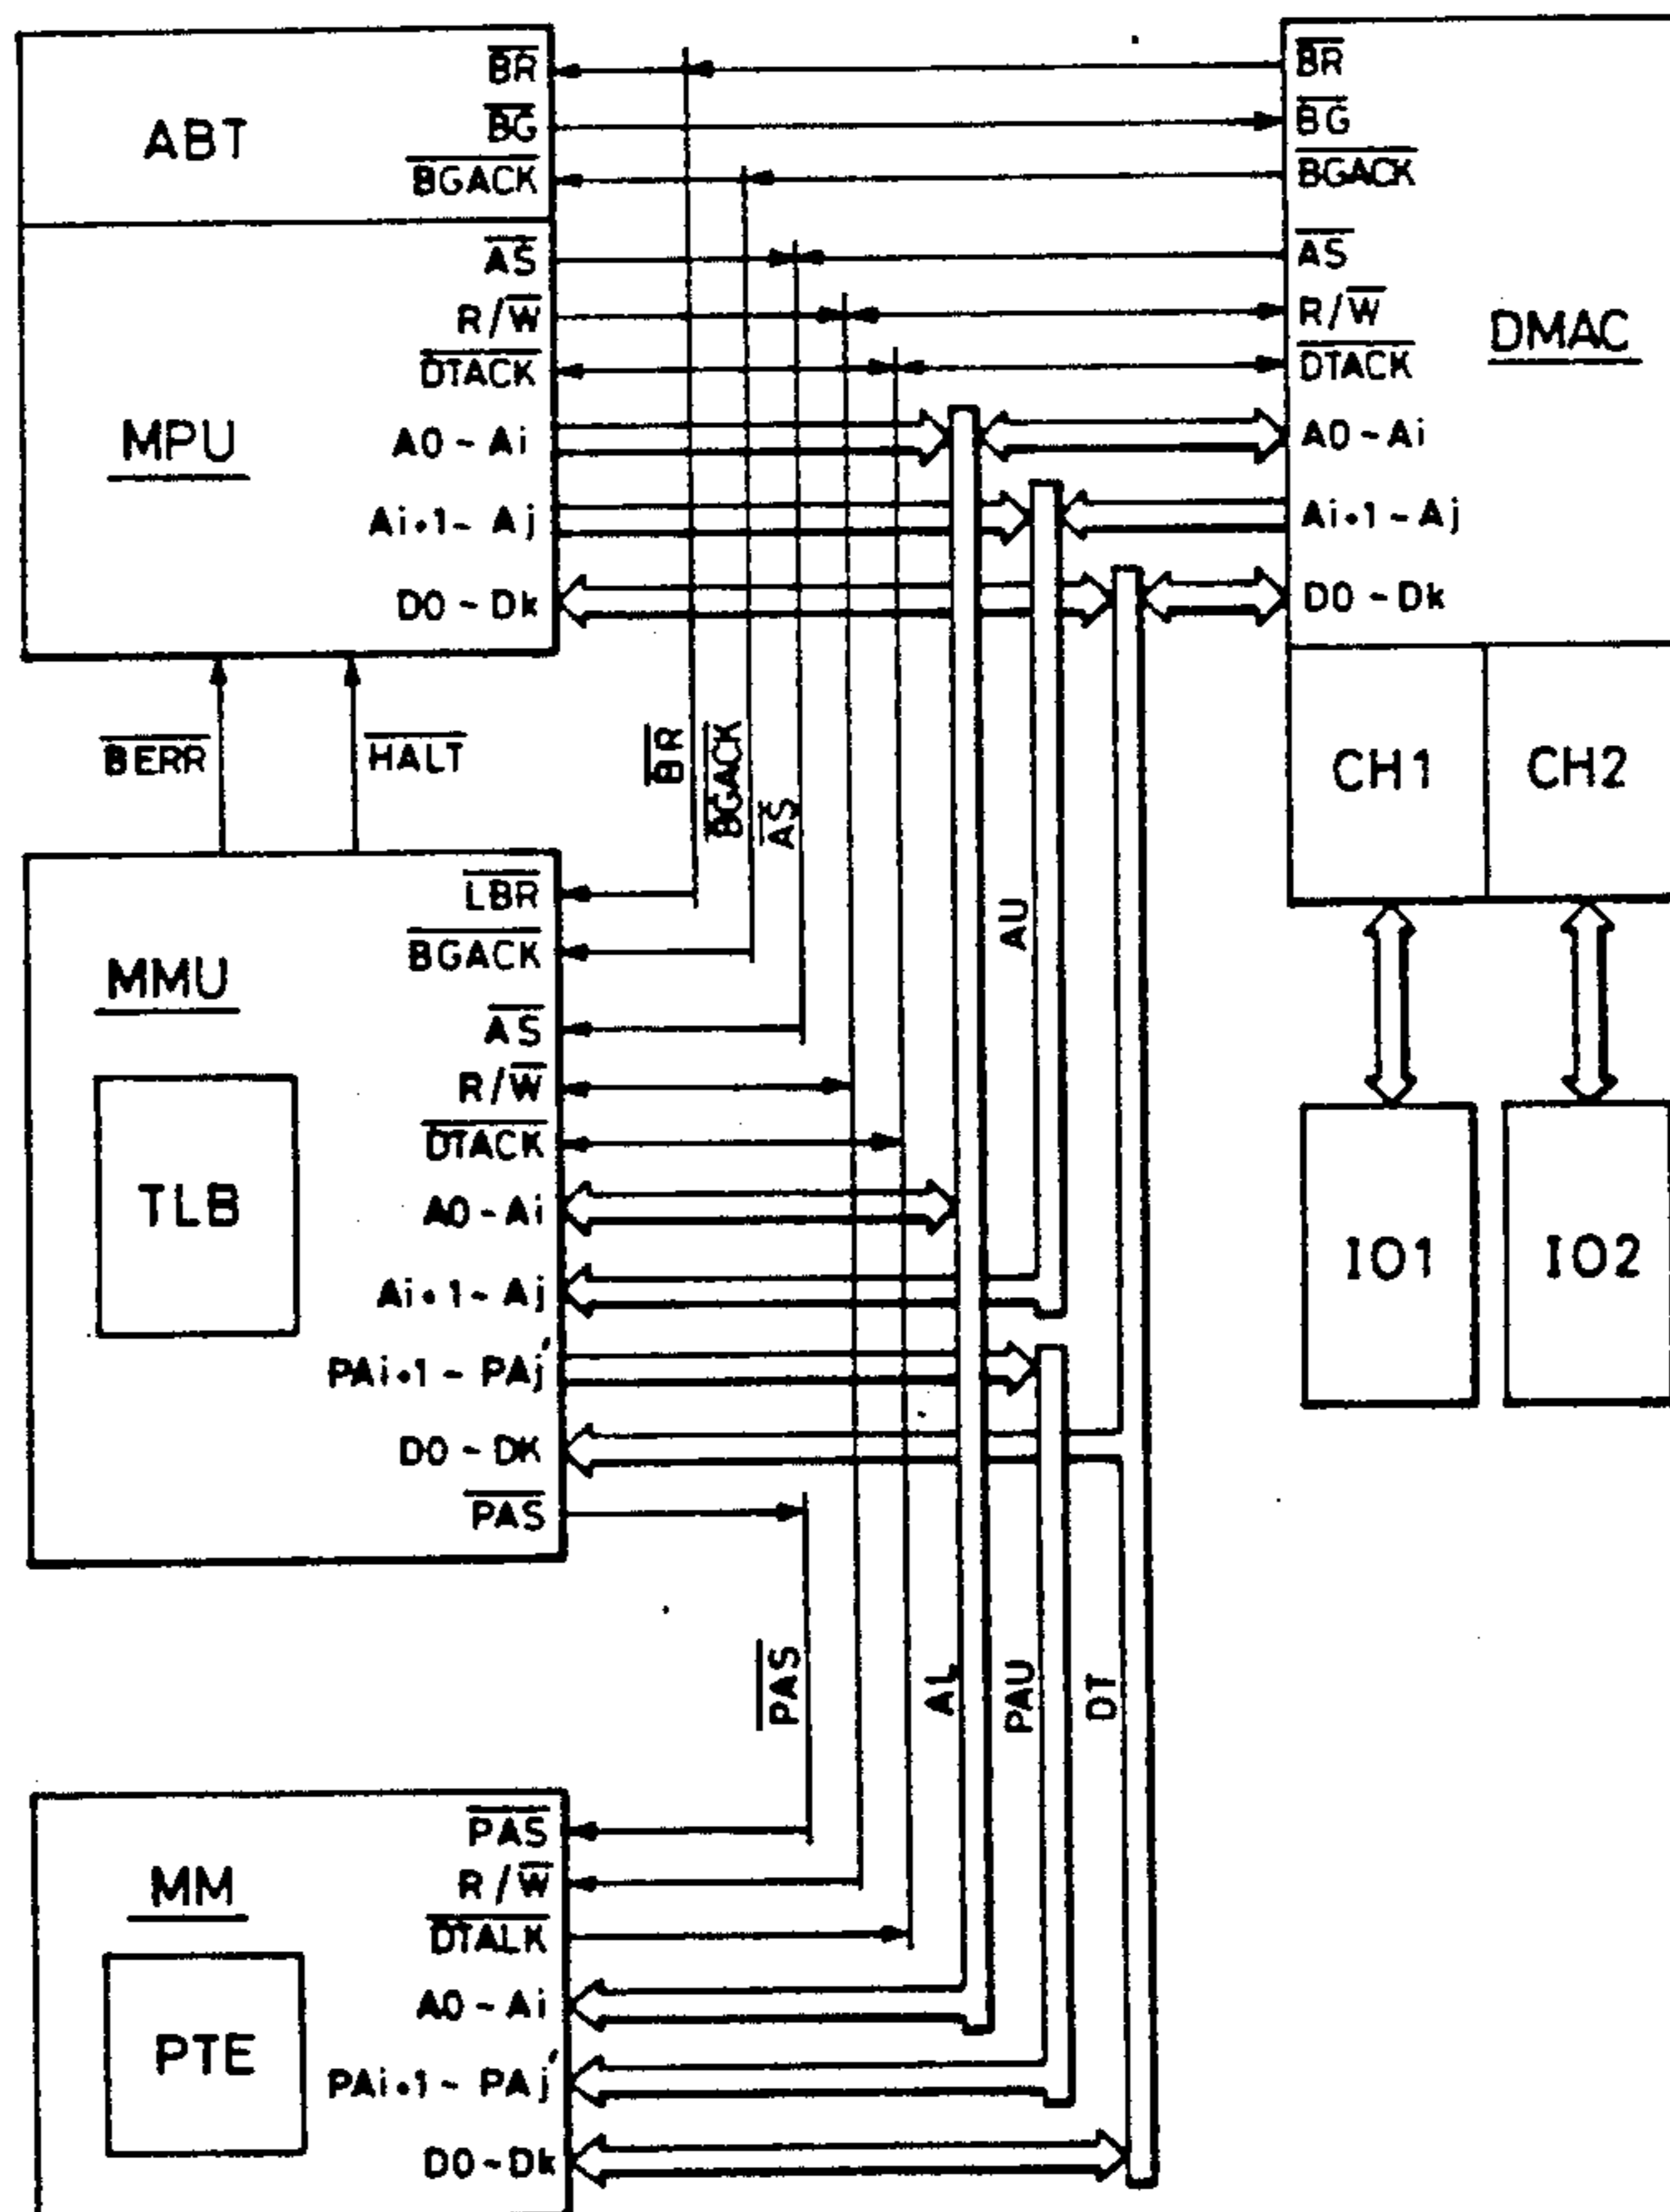 ABT
BR
BG
BGACK
MPU
AS
R/W
DTACK
A0~Ai
Ai+1~Aj
D0~Dk
DMAC
BR
BG
BGACK
AS
R/W
DTACK
A0~Ai
Ai+1~Aj
D0~Dk
CH1
CH2
IO1
IO2
BERR
HALT
BR
BGACK
AS
AU
MMU
TLB
LBR
BGACK
AS
R/W
DTACK
A0~Ai
Ai+1~Aj
PAi+1~PAj'
D0~DK
PAS
PAS
AL
PAU
DT
MM
PTE
PAS
R/W
DTALK
A0~Ai
PAi+1~PAj'
D0~Dk